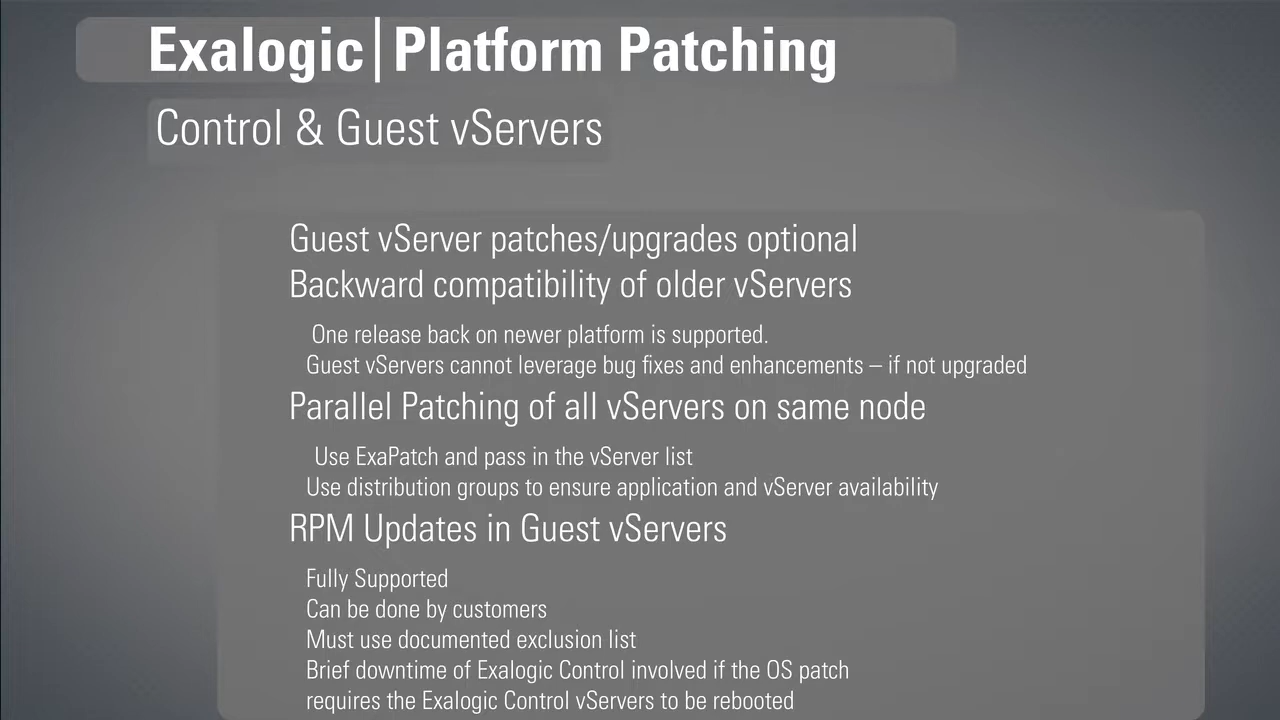 Exalogic|Platform Patching
Control & Guest vServers
Guest vServer patches/upgrades optional
Backward compatibility of older vServers
One release back on newer platform is supported.
Guest vServers cannot leverage bug fixes and enhancements – if not upgraded
Parallel Patching of all vServers on same node
Use ExaPatch and pass in the vServer list
Use distribution groups to ensure application and vServer availability
RPM Updates in Guest vServers
Fully Supported
Can be done by customers
Must use documented exclusion list
Brief downtime of Exalogic Control involved if the OS patch
requires the Exalogic Control vServers to be rebooted